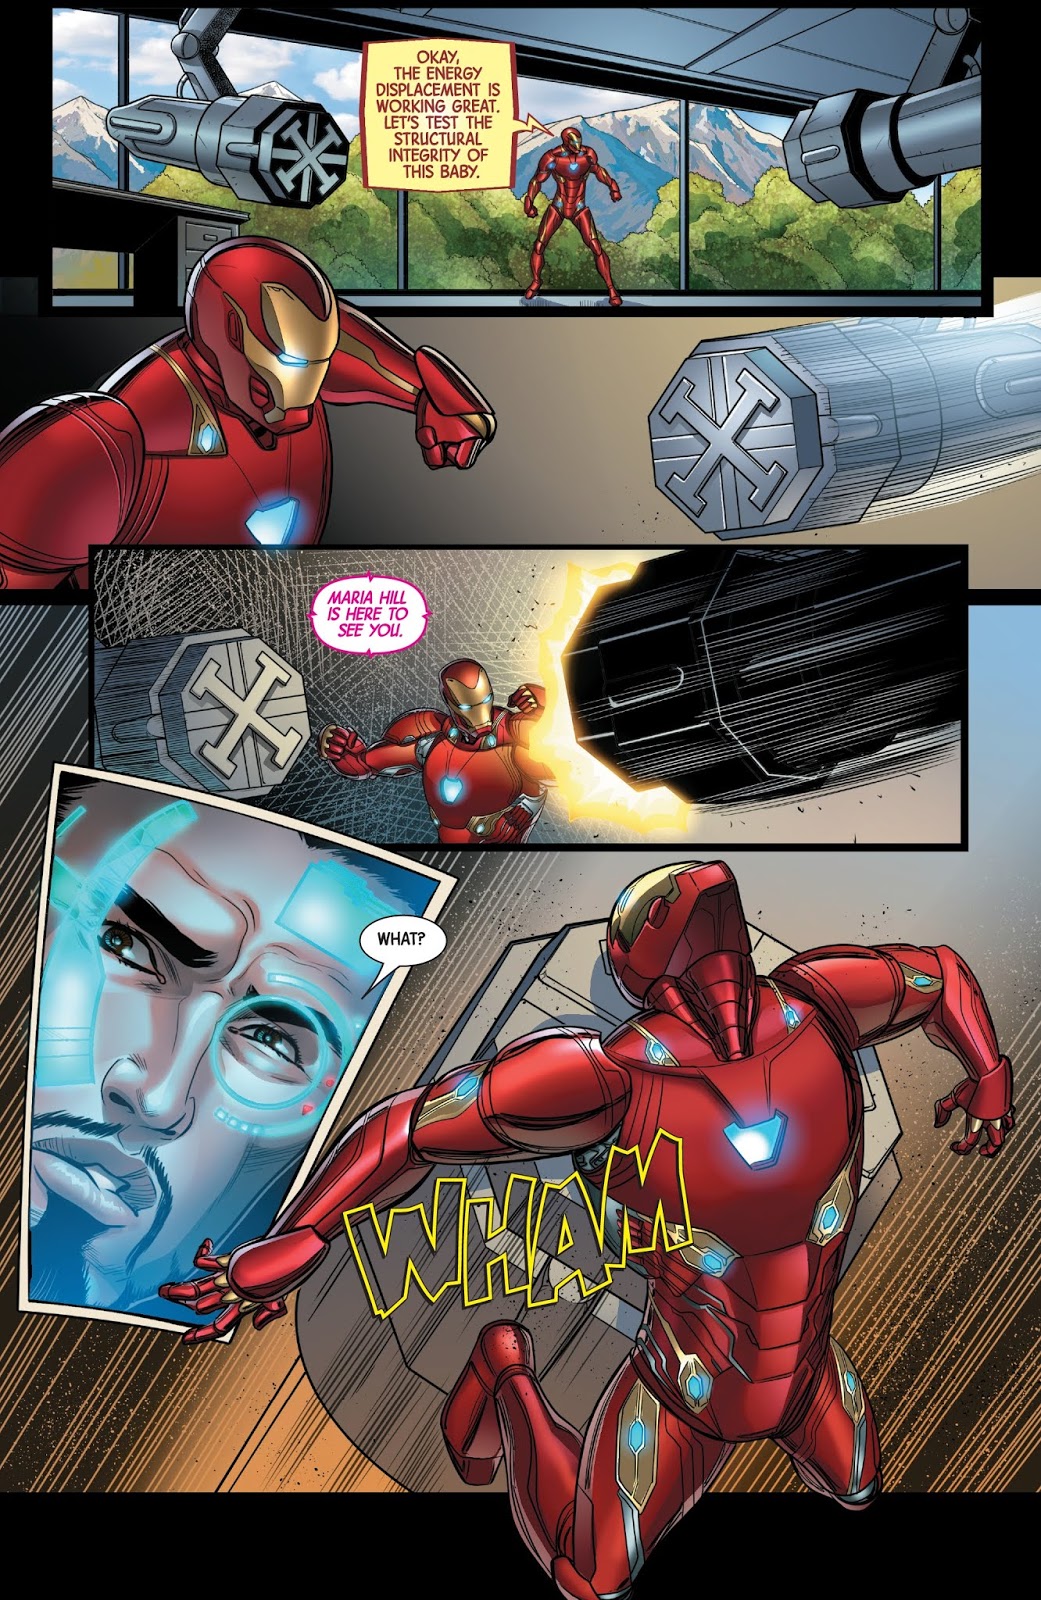 OKAY,
THE ENERGY
DISPLACEMENT IS
WORKING GREAT.
LET'S TEST THE
STRUCTURAL
INTEGRITY OF
THIS BABY.
MARIA HILL
IS HERE TO
SEE YOU.
WHAT?
WHAM